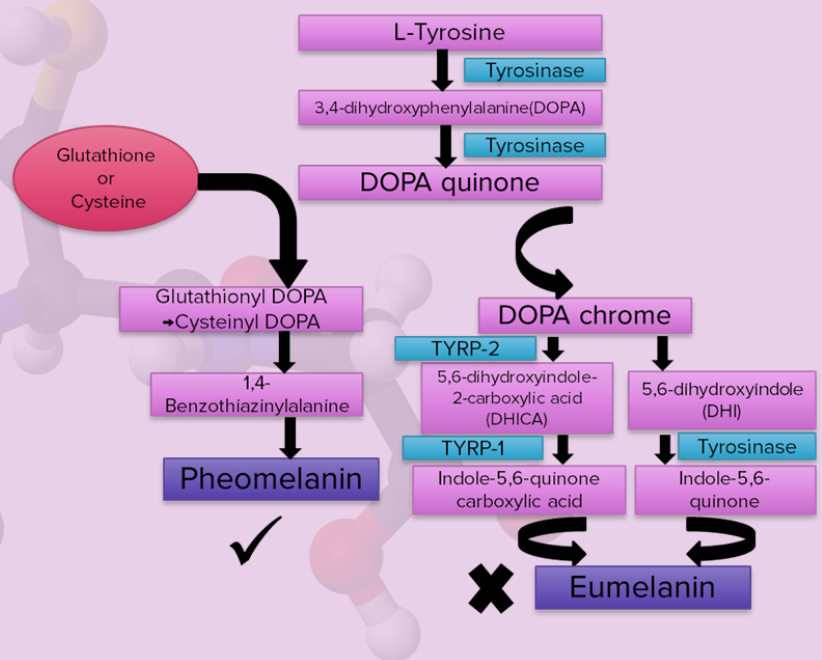 L-Tyrosine
Tyrosinase
3,4-dihydroxyphenylalanine(DOPA)
Tyrosinase
DOPA quinone
Glutathione
or
Cysteine
Glutathionyl DOPA
→Cysteinyl DOPA
1,4-
Benzothiazinylalanine
Pheomelanin
DOPA chrome
TYRP-2
5,6-dihydroxyindole-
2-carboxylic acid
(DHICA)
TYRP-1
Indole-5,6-quinone
carboxylic acid
5,6-dihydroxyindole
(DHI)
Tyrosinase
Indole-5,6-
quinone
Eumelanin